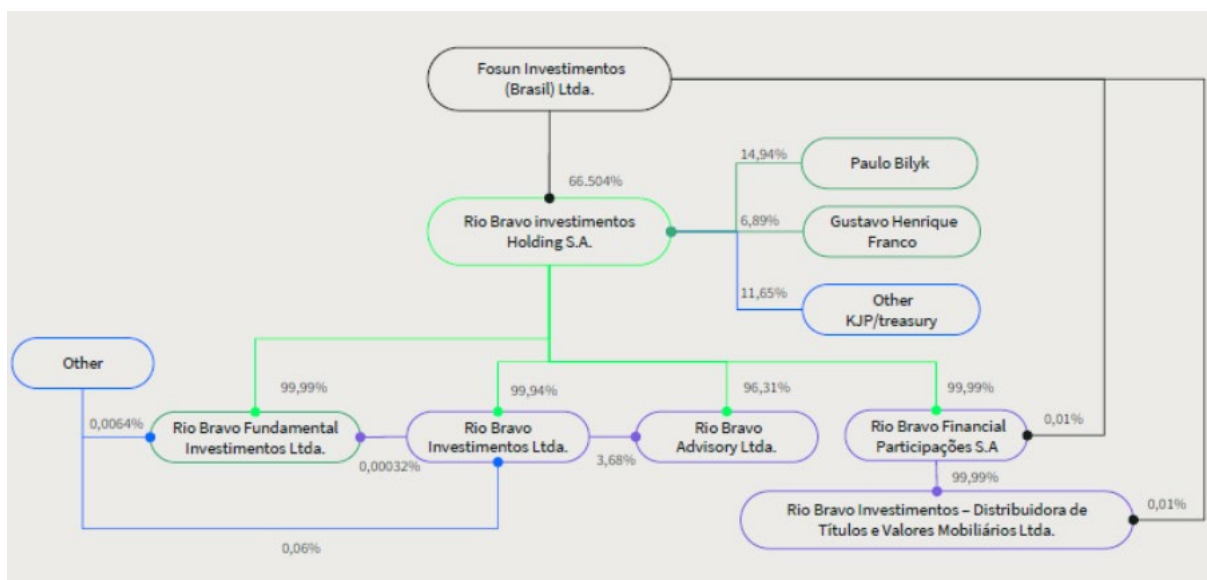 Fosun Investimentos
(Brasil) Ltda.
14,94%
Paulo Bilyk
66.504%
Rio Bravo investimentos
Holding S.A.
6,89%
Gustavo Henrique
Franco
11,65%
Other
KJP/treasury
Other
99,99%
99,94%
96,31%
99,99%
0,0064%
Rio Bravo Fundamental
Investimentos Ltda.
0,00032%
Rio Bravo
Investimentos Ltda.
3,68%
Rio Bravo
Advisory Ltda.
Rio Bravo Financial
Participações S.A
0,01%
99,99%
Rio Bravo Investimentos – Distribuidora de
Títulos e Valores Mobiliários Ltda.
0,01%
0,06%